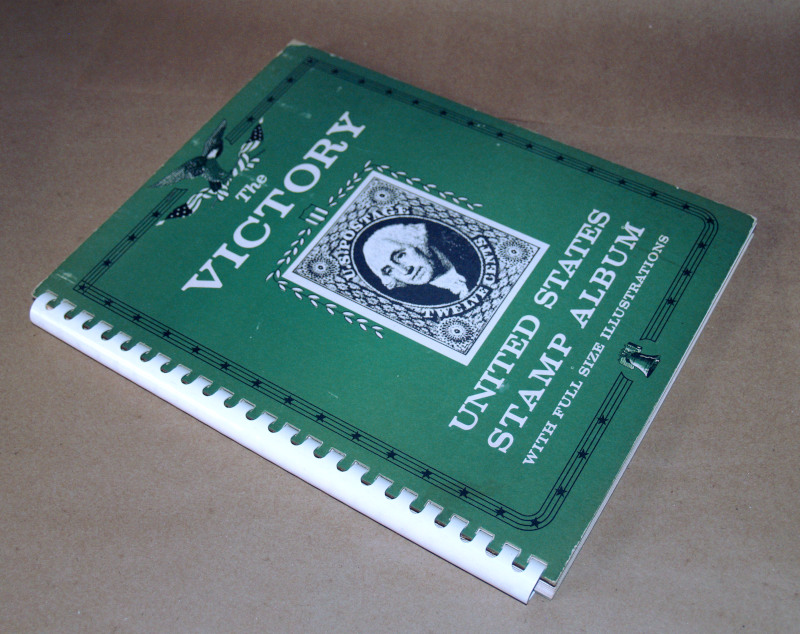 The
VICTORY
U.S. POSTAGE
TWELVE CENTS
UNITED STATES
STAMP ALBUM
WITH FULL SIZE ILLUSTRATIONS